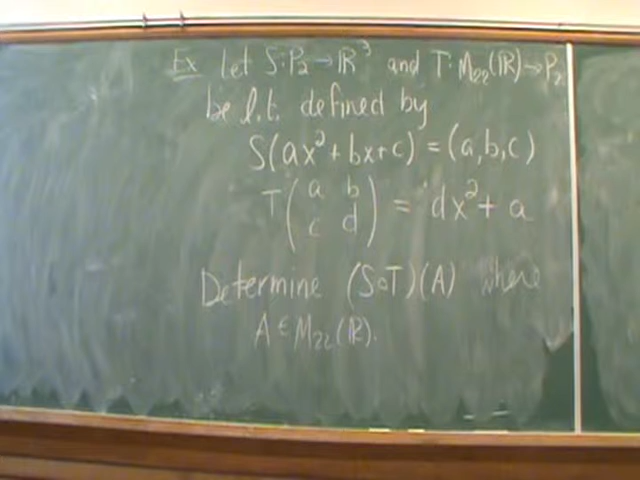 Ex Let S:P₂→ℝ³ and T:M₂₂(ℝ)→P₂
be l.t. defined by
S(ax²+bx+c) = (a,b,c)
T(a b
c d) = dx²+a
Determine (S∘T)(A) where
A∈M₂₂(ℝ).